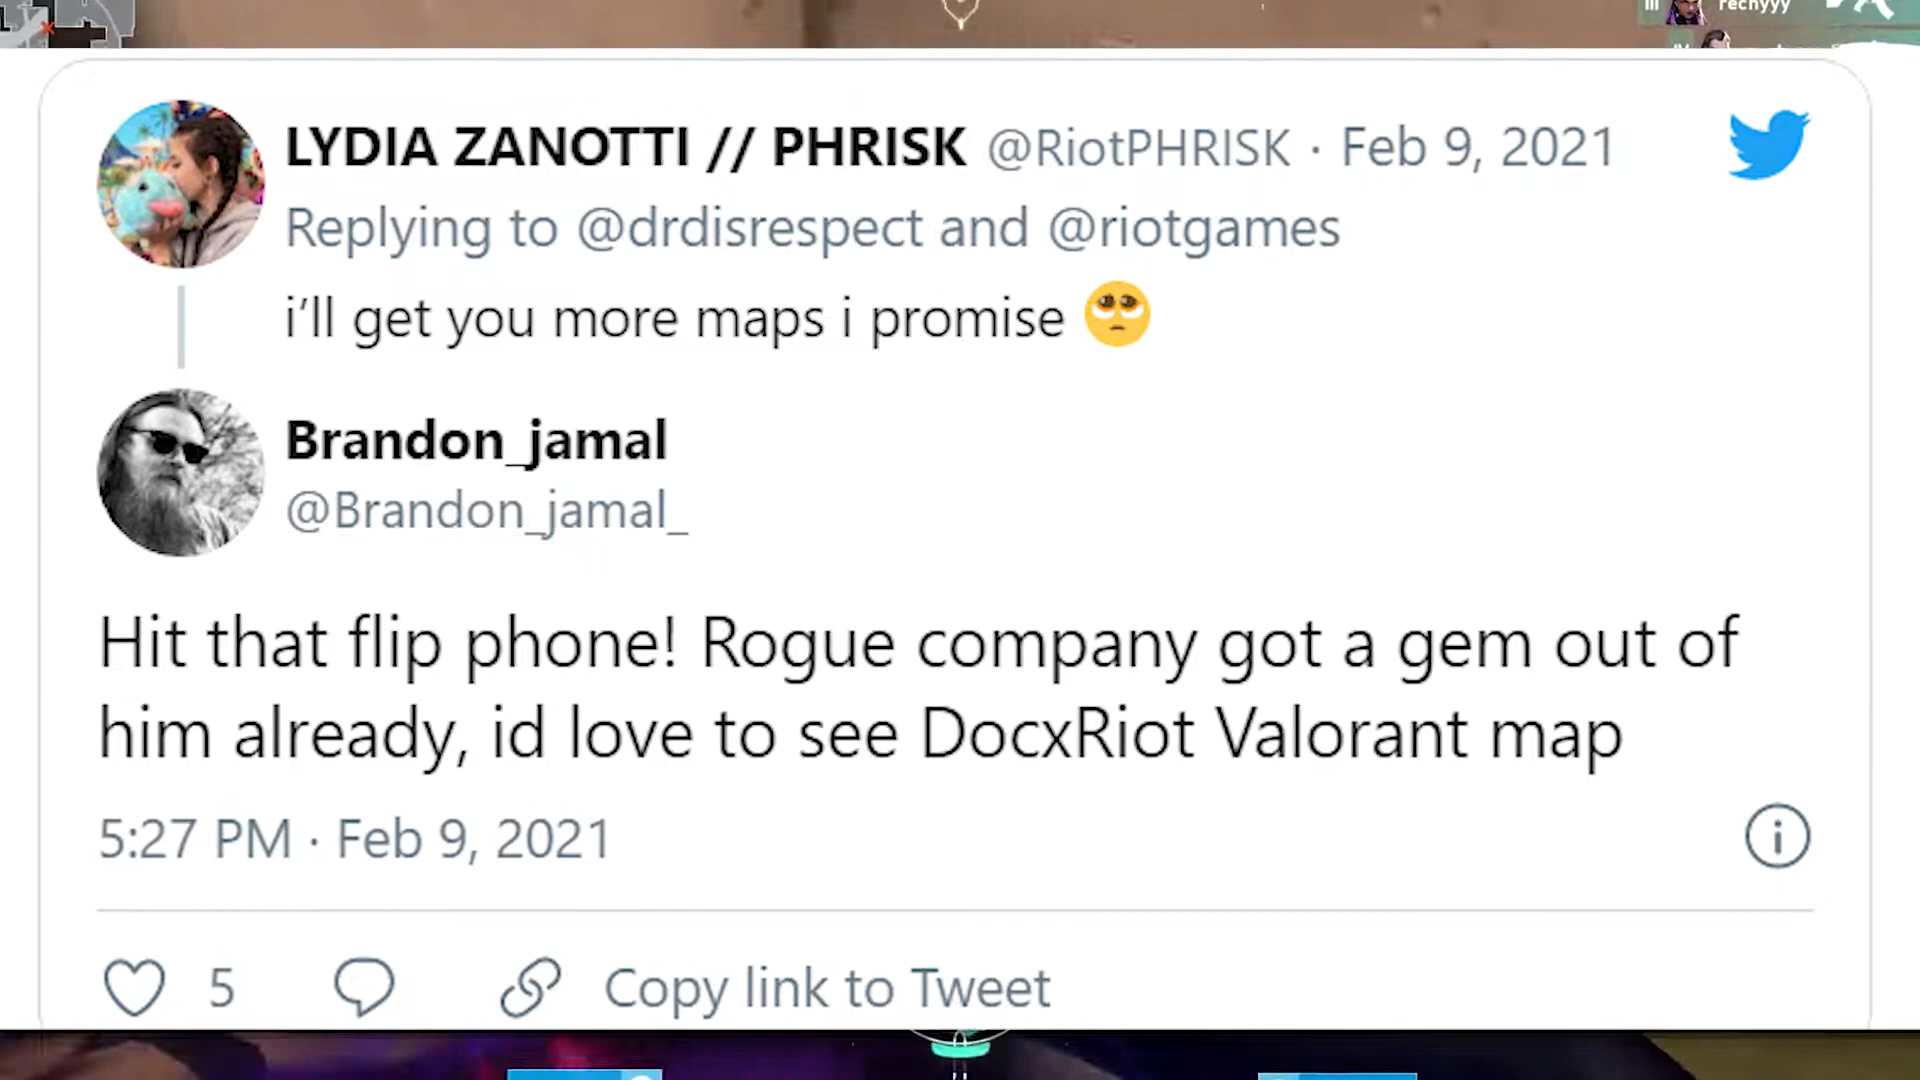 rechyyy
LYDIA ZANOTTI // PHRISK @RiotPHRISK · Feb 9, 2021
Replying to @drdisrespect and @riotgames
i’ll get you more maps i promise 🥺
Brandon_jamal
@Brandon_jamal_
Hit that flip phone! Rogue company got a gem out of
him already, id love to see DocxRiot Valorant map
5:27 PM · Feb 9, 2021
5
Copy link to Tweet